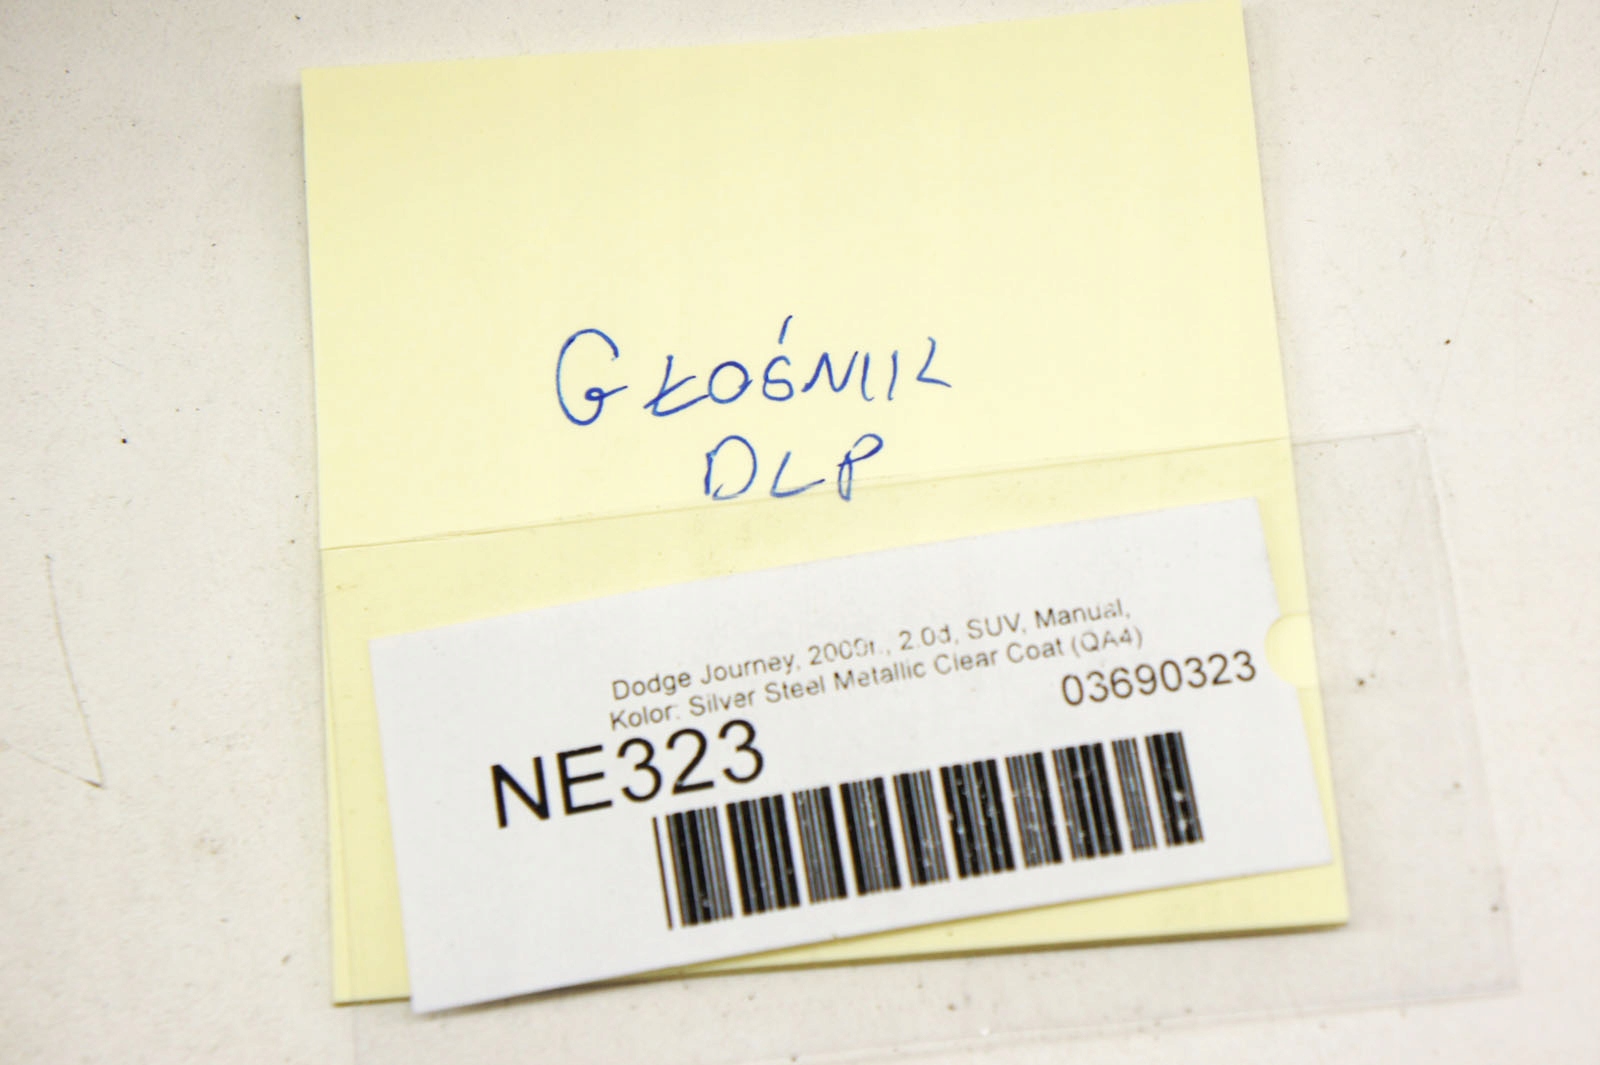 GŁOŚNIK
DLP
Dodge Journey, 2009r., 2.0d, SUV, Manual,
Kolor: Silver Steel Metallic Clear Coat (QA4)
03690323
NE323